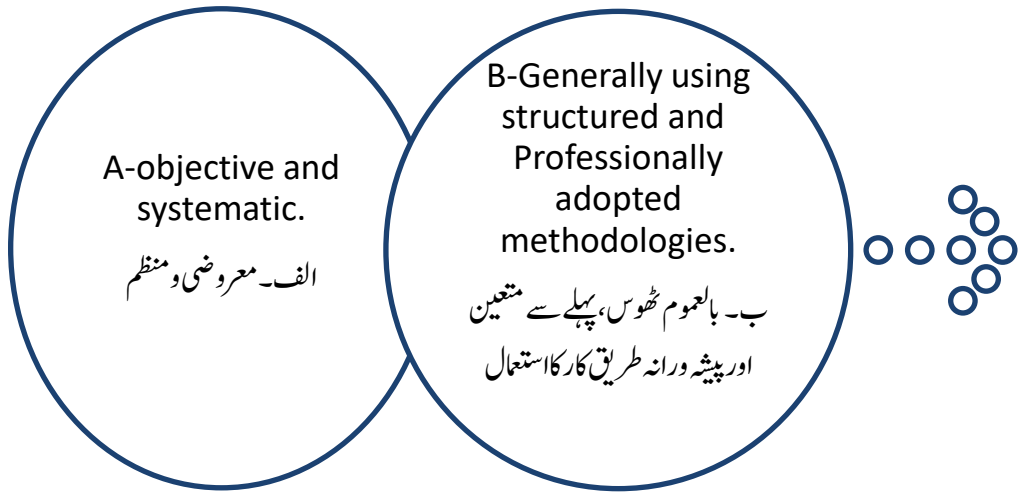 A-objective and
systematic.
الف۔ معروضی و منظم
B-Generally using
structured and
Professionally
adopted
methodologies.
ب۔ بالعموم ٹھوس، پہلے سے متعین
اور پیشہ ورانہ طریق کار کا استعمال